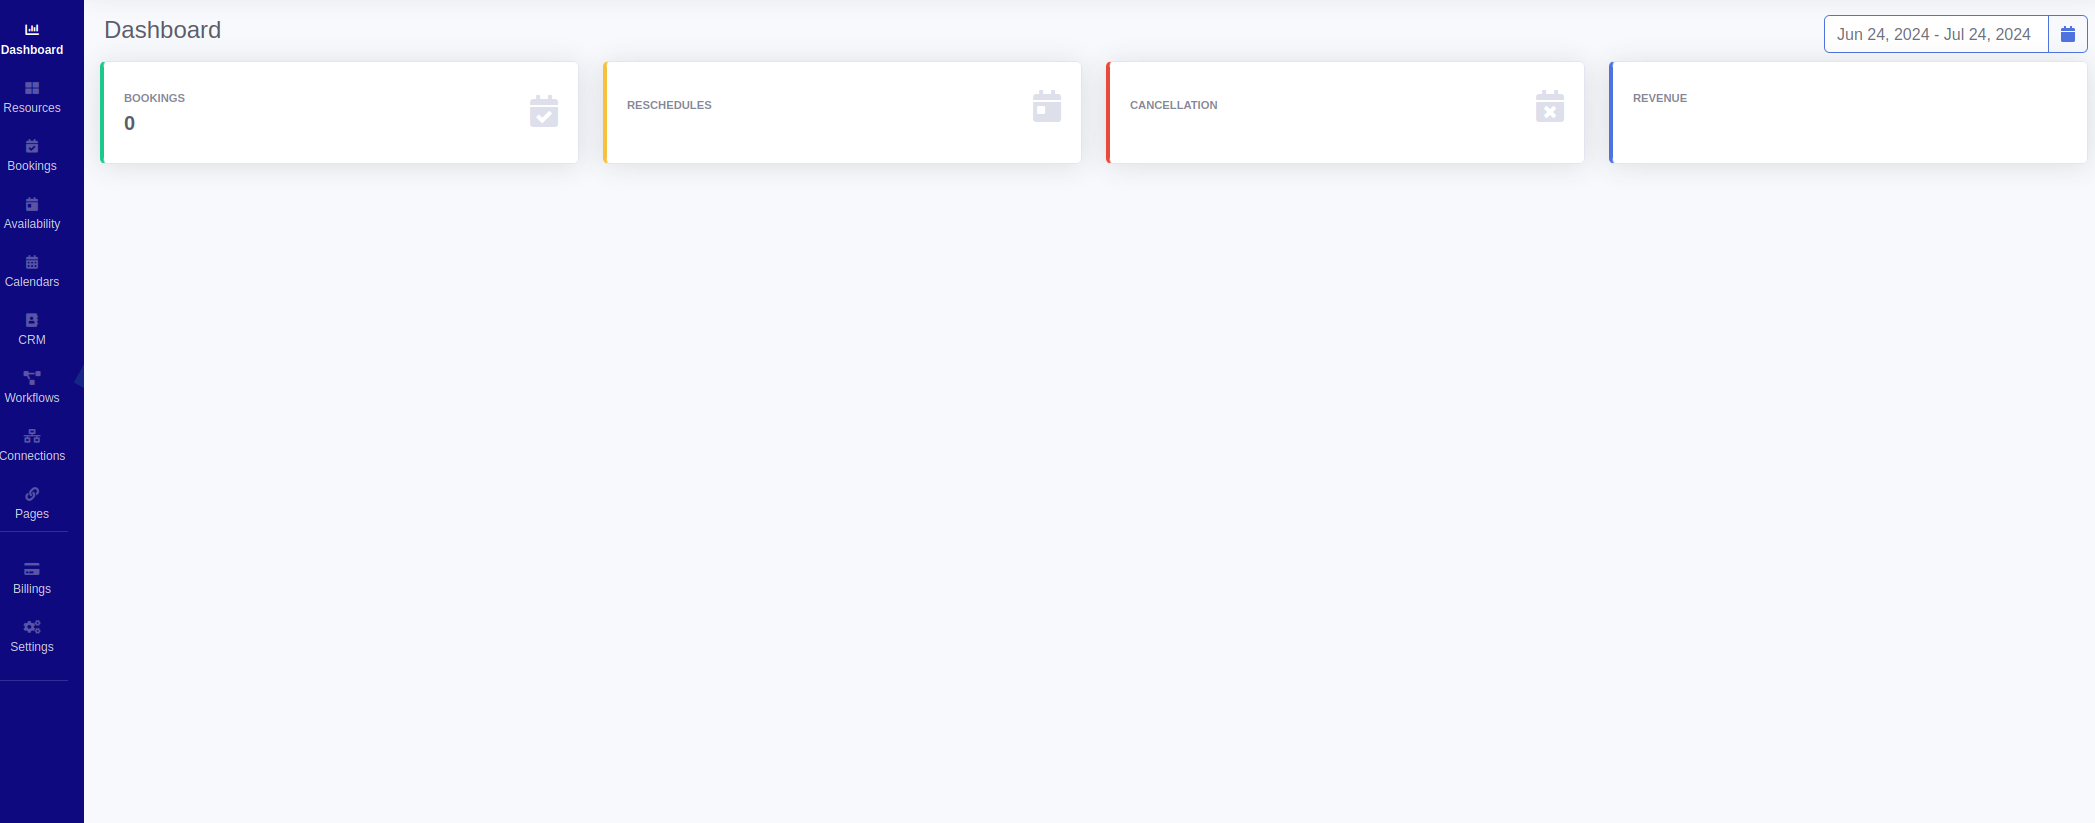 Dashboard
Resources
Bookings
Availability
Calendars
CRM
Workflows
Connections
Pages
Billings
Settings
Dashboard
Jun 24, 2024 - Jul 24, 2024
BOOKINGS
0
RESCHEDULES
CANCELLATION
REVENUE